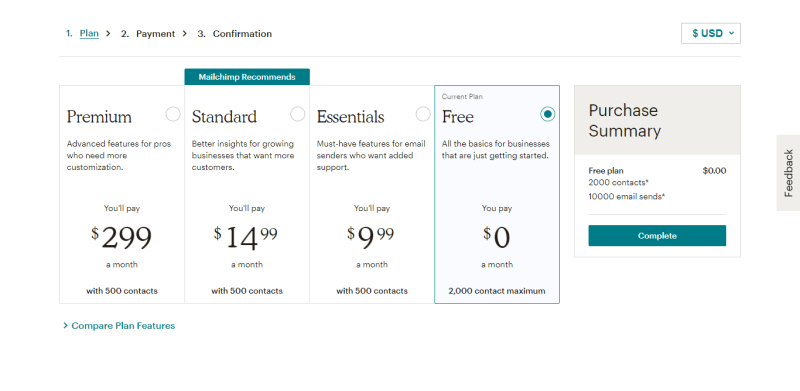 1. Plan > 2. Payment > 3. Confirmation
$ USD
Mailchimp Recommends
Premium
Advanced features for pros
who need more
customization.
You'll pay
$299
a month
with 500 contacts
Standard
Better insights for growing
businesses that want more
customers.
You'll pay
$14 99
a month
with 500 contacts
Essentials
Must-have features for email
senders who want added
support.
You'll pay
$9 99
a month
with 500 contacts
Current Plan
Free
All the basics for businesses
that are just getting started.
You pay
$0
a month
2,000 contact maximum
Purchase
Summary
Free plan $0.00
2000 contacts*
10000 email sends*
Complete
Feedback
> Compare Plan Features